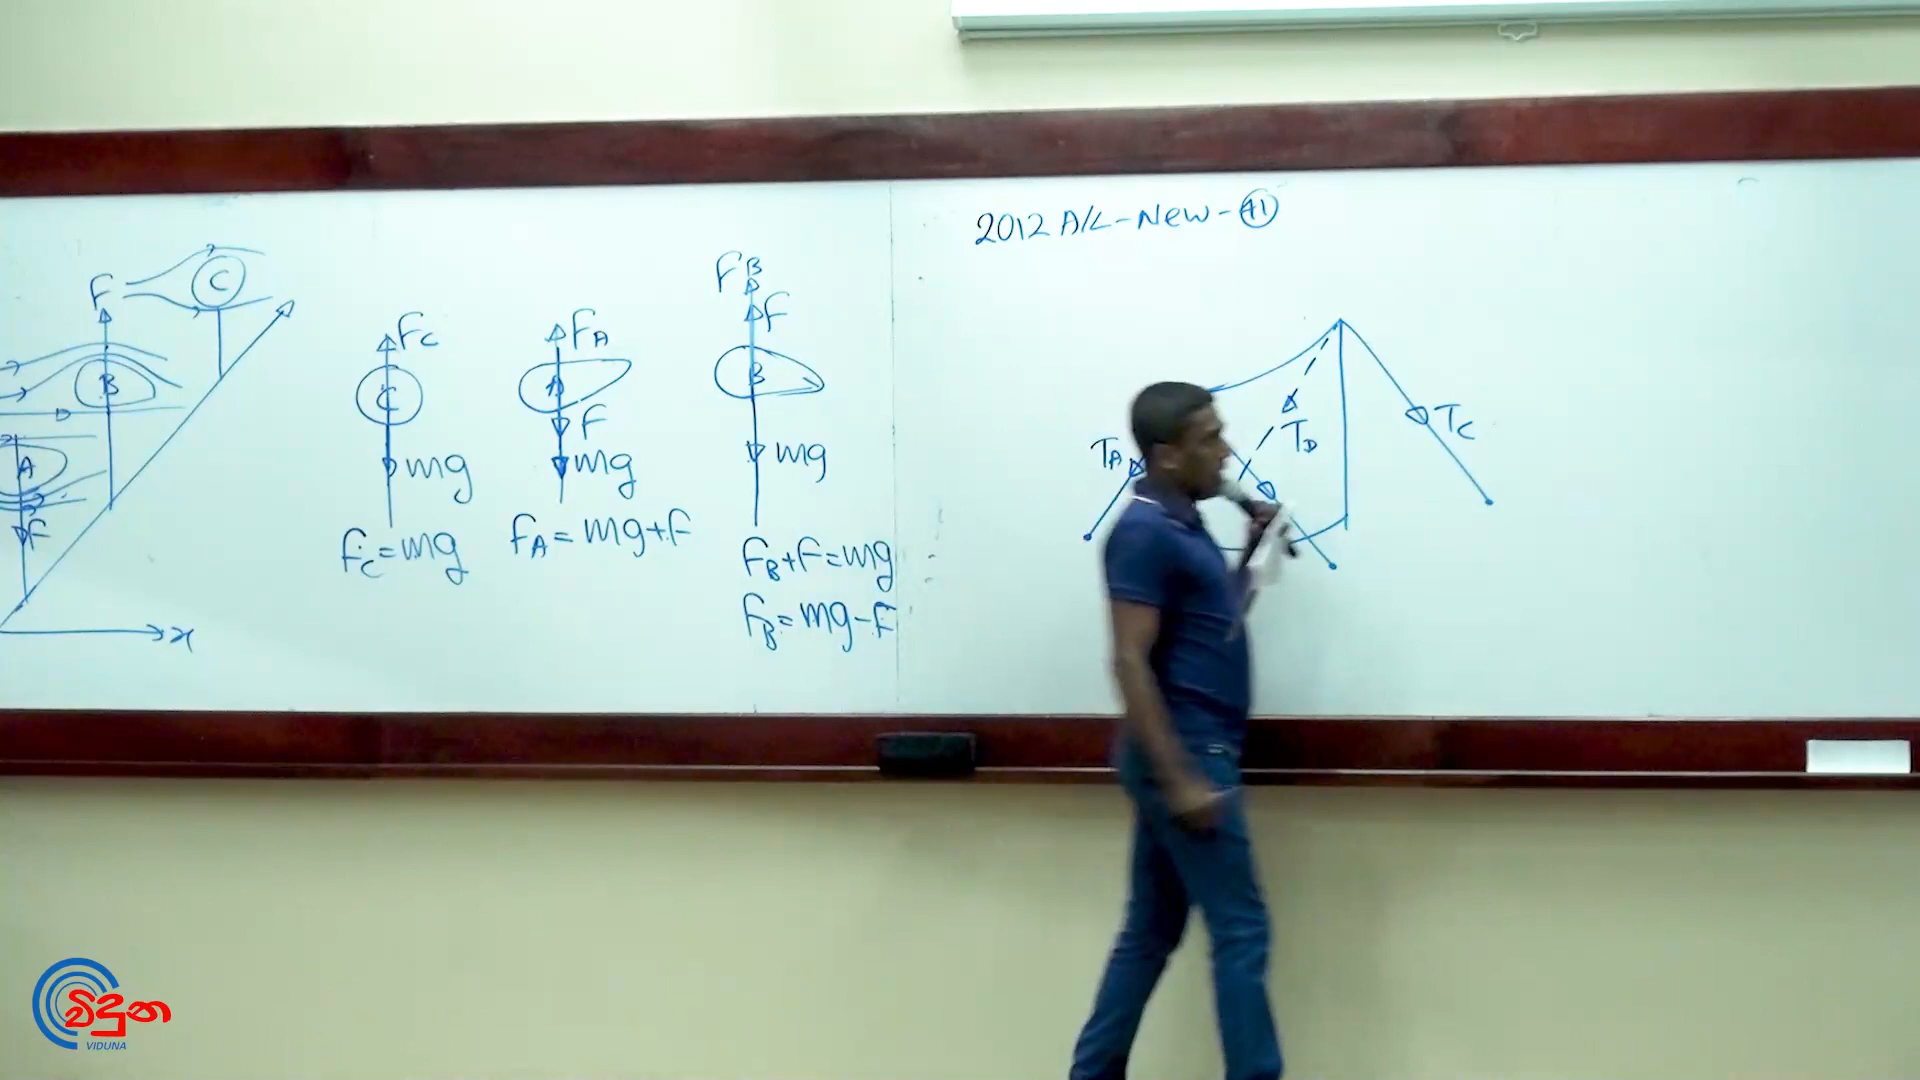 F
C
B
A
F
x
F_C
C
mg
F_C = mg
F_A
A
F
mg
F_A = mg+F
F_B
F
B
mg
F_B+F = mg
F_B = mg-F
2012 A/L - New - 41
T_A
T_D
T_C
විදුන
VIDUNA